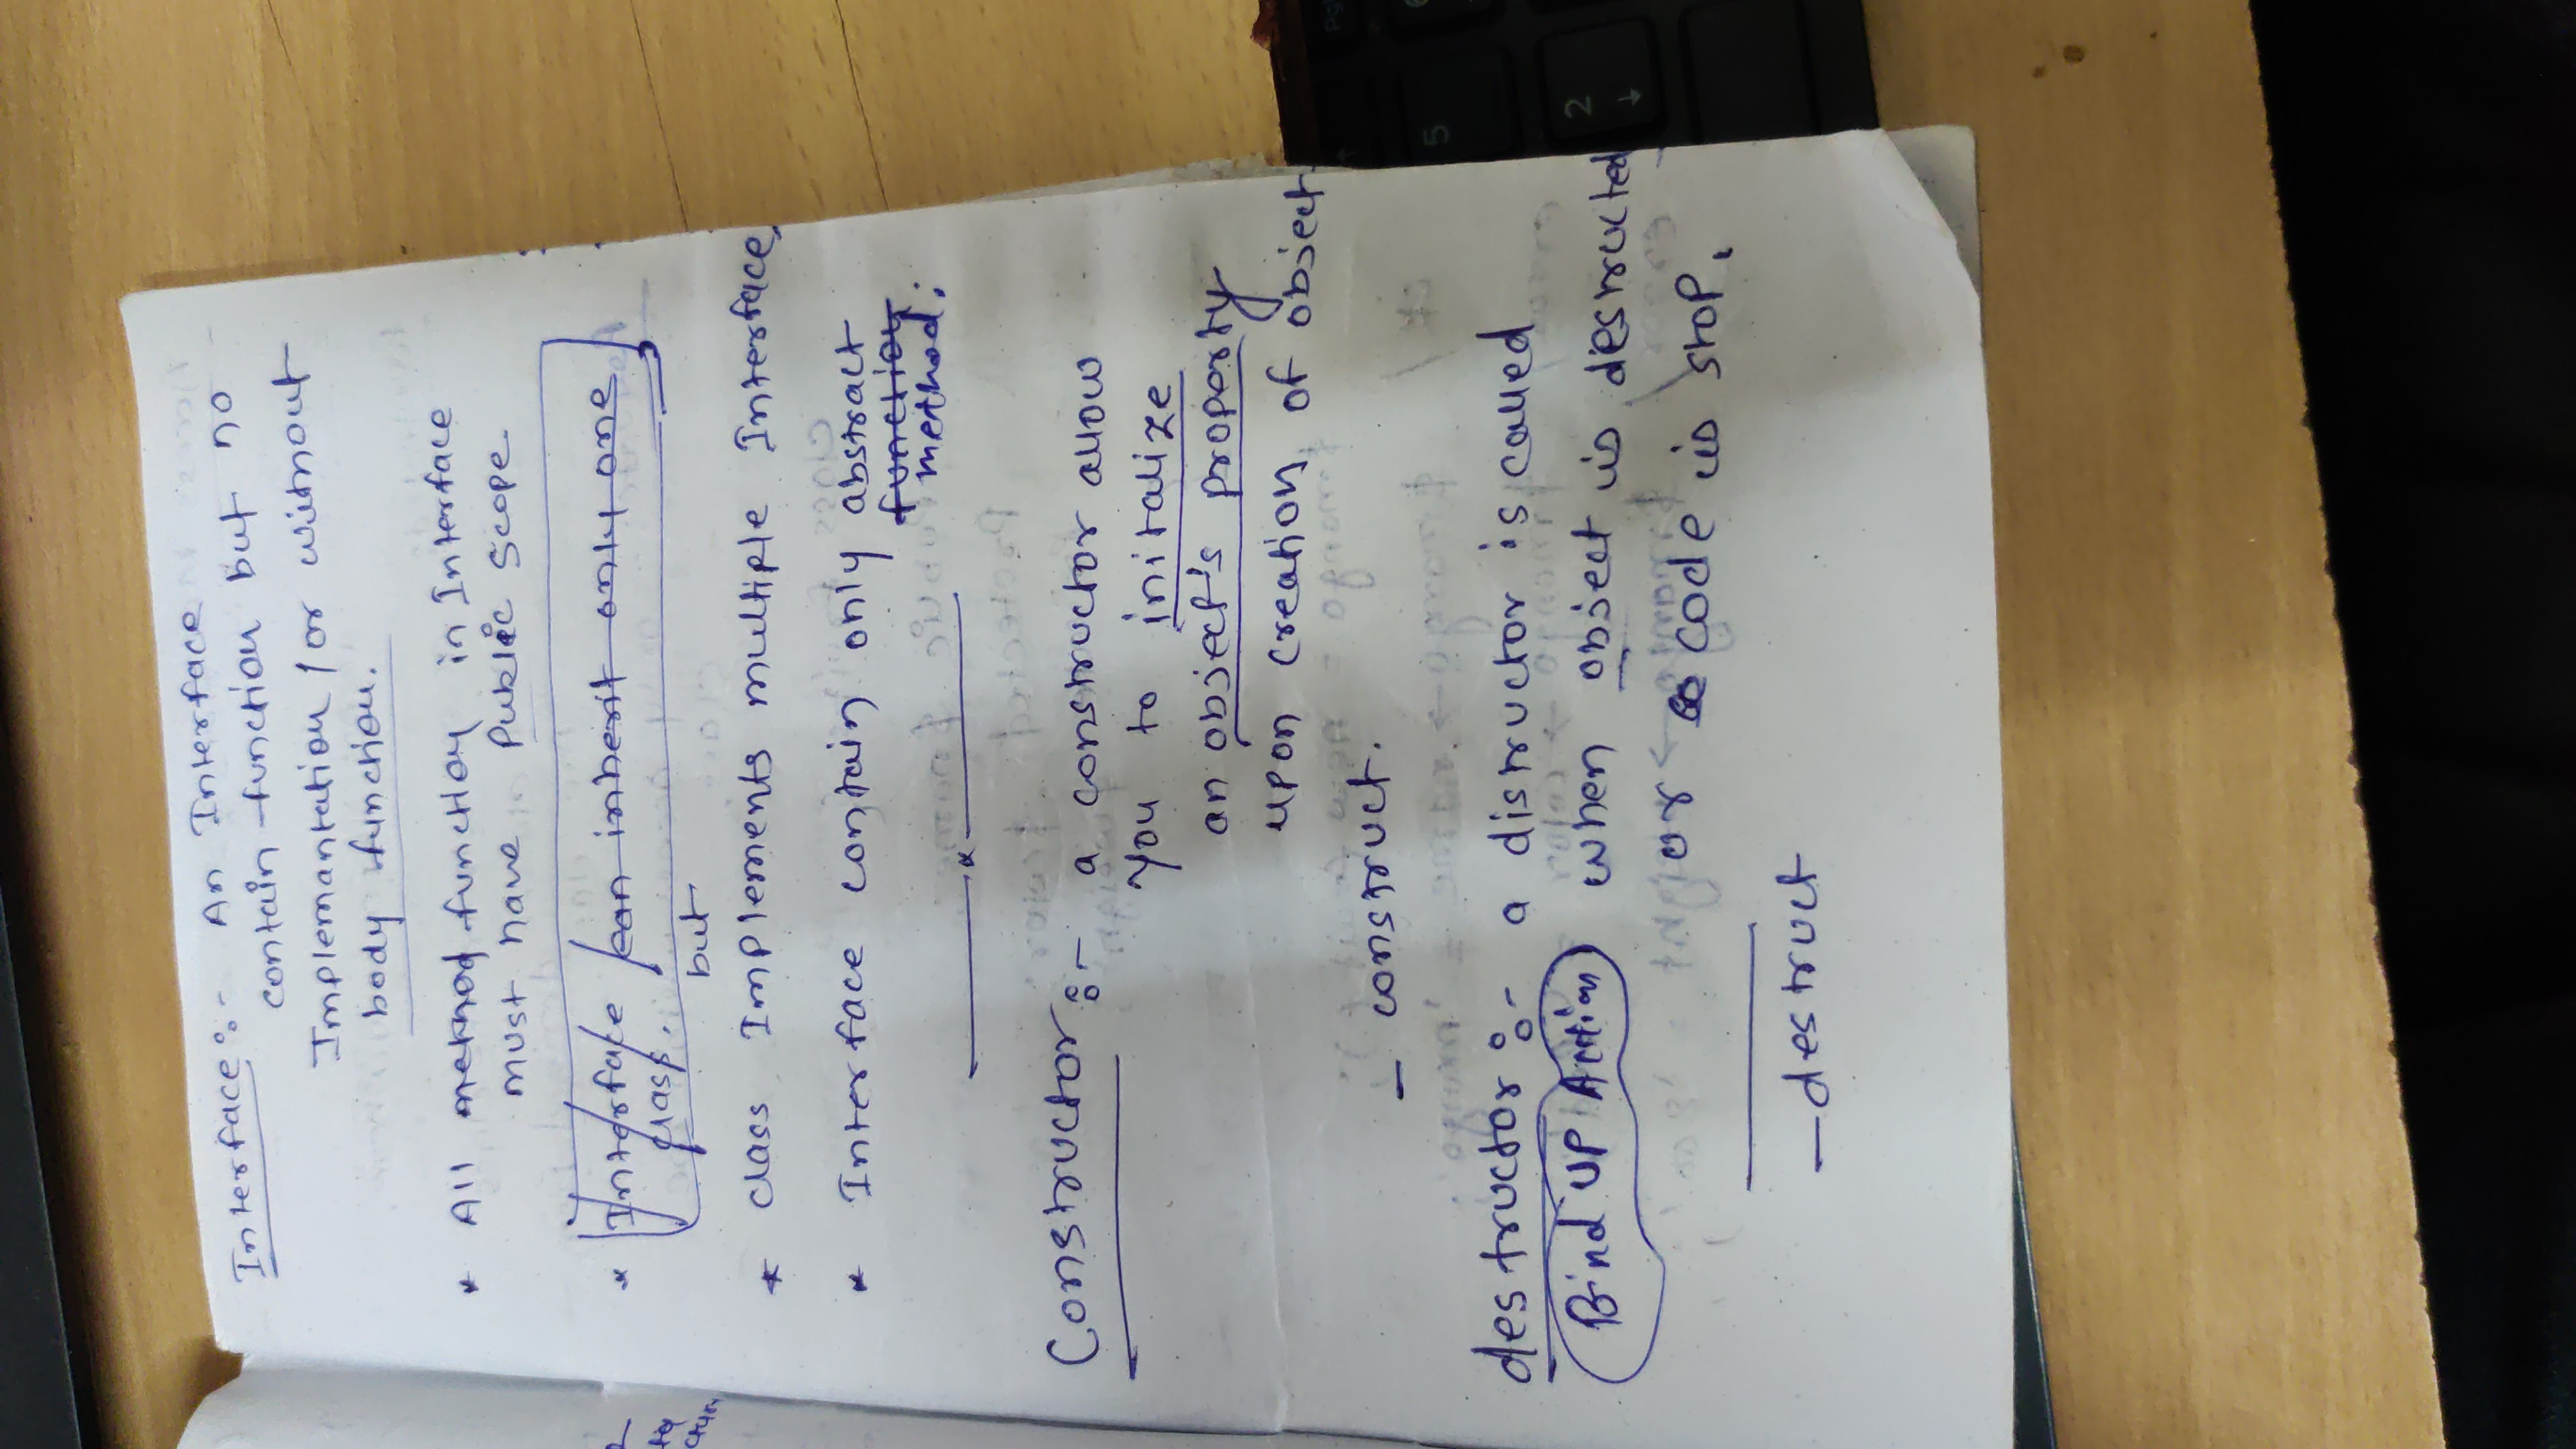 Interface :- An Interface
contain function but no
Implemantation / or without
body function.
* All method function in Interface
must have Public Scope
* Interface can inherit only one
class.
but
* class Implements multiple Interface
* Interface contain only abstract
function
method.
Constructor :- a constructor allow
you to initalize
an object's property
upon creation of object
_ construct.
destructor :- a distructor is called
Bind UP Action when object is destructed
or code is stop.
_ destruct
5
2